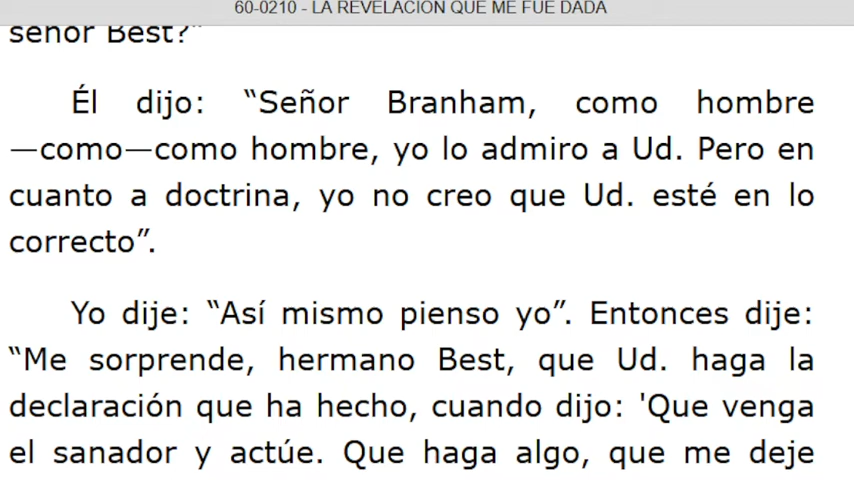 60-0210 - LA REVELACION QUE ME FUE DADA
señor Best?”
Él dijo: “Señor Branham, como hombre
—como—como hombre, yo lo admiro a Ud. Pero en
cuanto a doctrina, yo no creo que Ud. esté en lo
correcto”.
Yo dije: “Así mismo pienso yo”. Entonces dije:
“Me sorprende, hermano Best, que Ud. haga la
declaración que ha hecho, cuando dijo: 'Que venga
el sanador y actúe. Que haga algo, que me deje